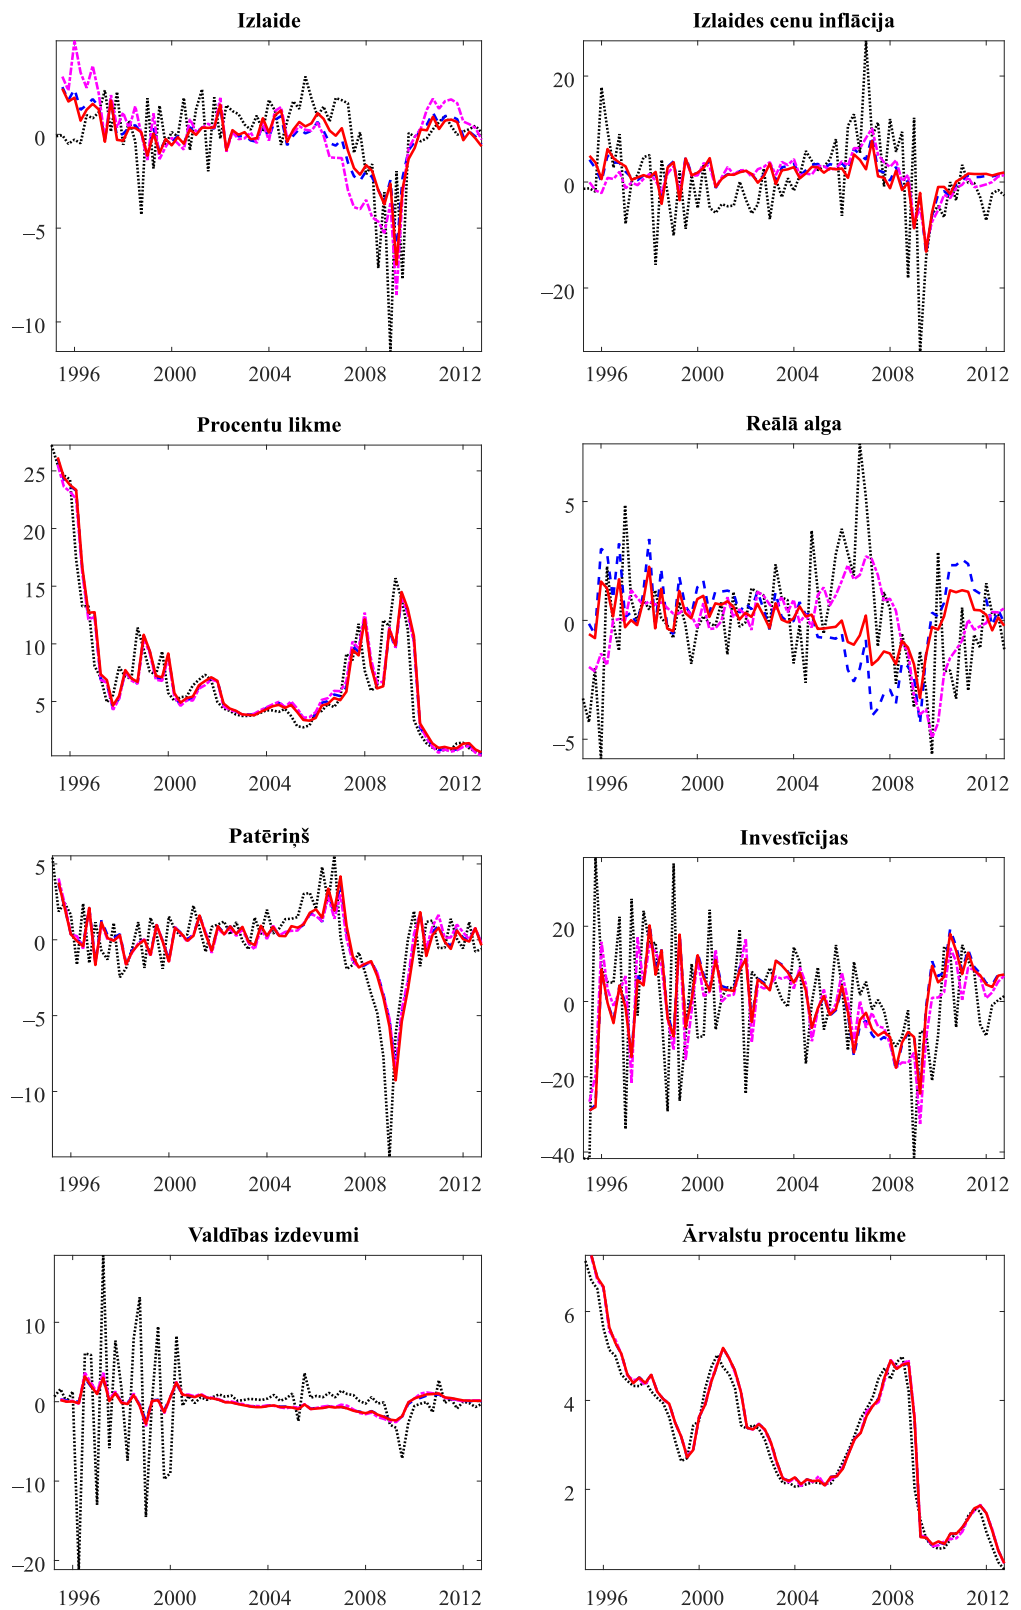 Izlaide
0
−5
−10
1996 2000 2004 2008 2012
Izlaides cenu inflācija
20
0
−20
1996 2000 2004 2008 2012
Procentu likme
25
20
15
10
5
1996 2000 2004 2008 2012
Reālā alga
5
0
−5
1996 2000 2004 2008 2012
Patēriņš
5
0
−5
−10
1996 2000 2004 2008 2012
Investīcijas
20
0
−20
−40
1996 2000 2004 2008 2012
Valdības izdevumi
10
0
−10
−20
1996 2000 2004 2008 2012
Ārvalstu procentu likme
6
4
2
1996 2000 2004 2008 2012